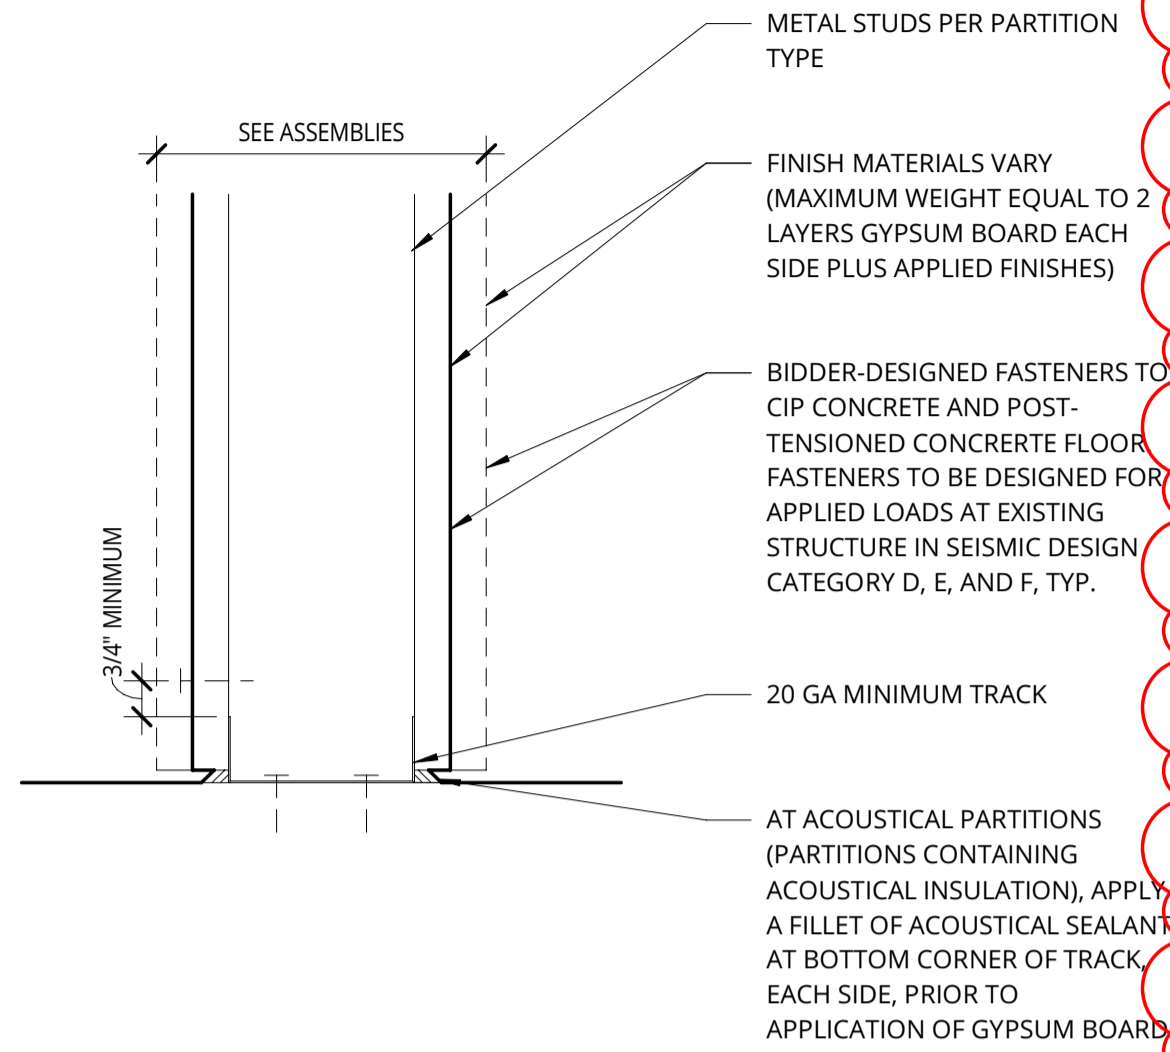 METAL STUDS PER PARTITION
TYPE
SEE ASSEMBLIES
FINISH MATERIALS VARY
(MAXIMUM WEIGHT EQUAL TO 2
LAYERS GYPSUM BOARD EACH
SIDE PLUS APPLIED FINISHES)
BIDDER-DESIGNED FASTENERS TO
CIP CONCRETE AND POST-
TENSIONED CONCRERTE FLOOR
FASTENERS TO BE DESIGNED FOR
APPLIED LOADS AT EXISTING
STRUCTURE IN SEISMIC DESIGN
CATEGORY D, E, AND F, TYP.
3/4" MINIMUM
20 GA MINIMUM TRACK
AT ACOUSTICAL PARTITIONS
(PARTITIONS CONTAINING
ACOUSTICAL INSULATION), APPLY
A FILLET OF ACOUSTICAL SEALANT
AT BOTTOM CORNER OF TRACK,
EACH SIDE, PRIOR TO
APPLICATION OF GYPSUM BOARD